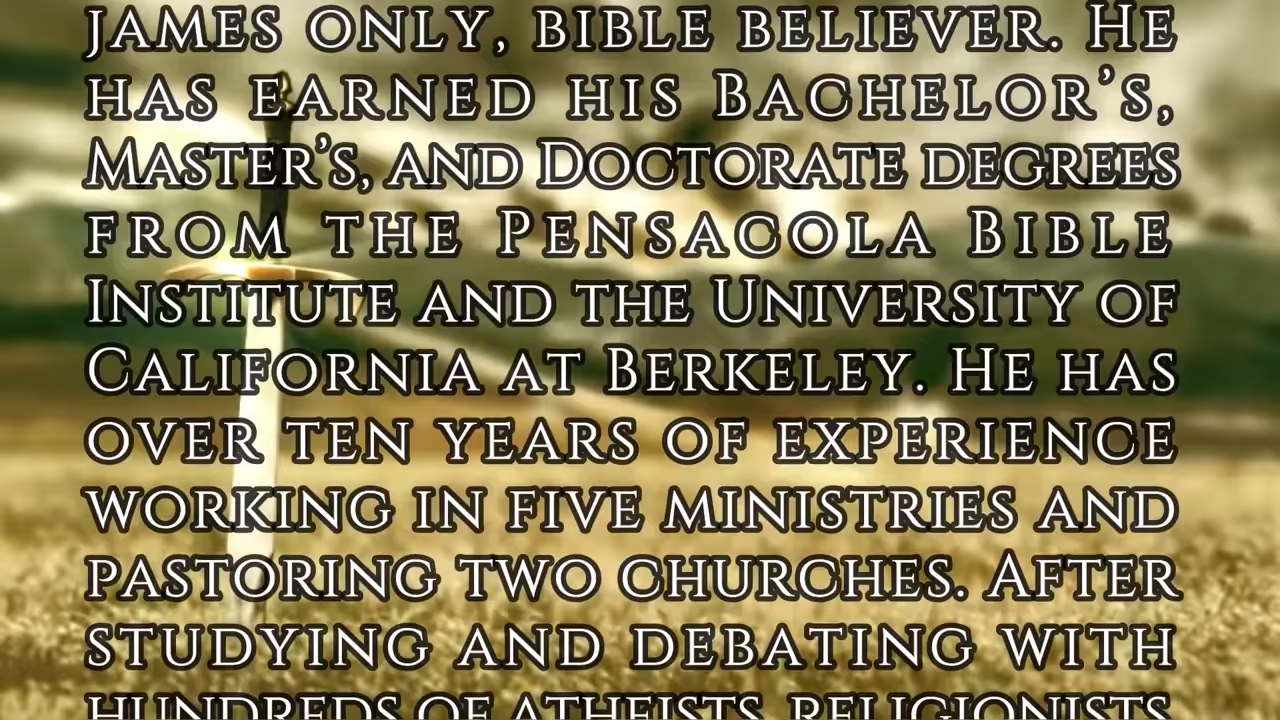 James Only, Bible Believer. He
has earned his Bachelor's,
Master's, and Doctorate degrees
from the Pensacola Bible
Institute and the University of
California at Berkeley. He has
over ten years of experience
working in five ministries and
pastoring two churches. After
studying and debating with
hundreds of atheists, religionists,